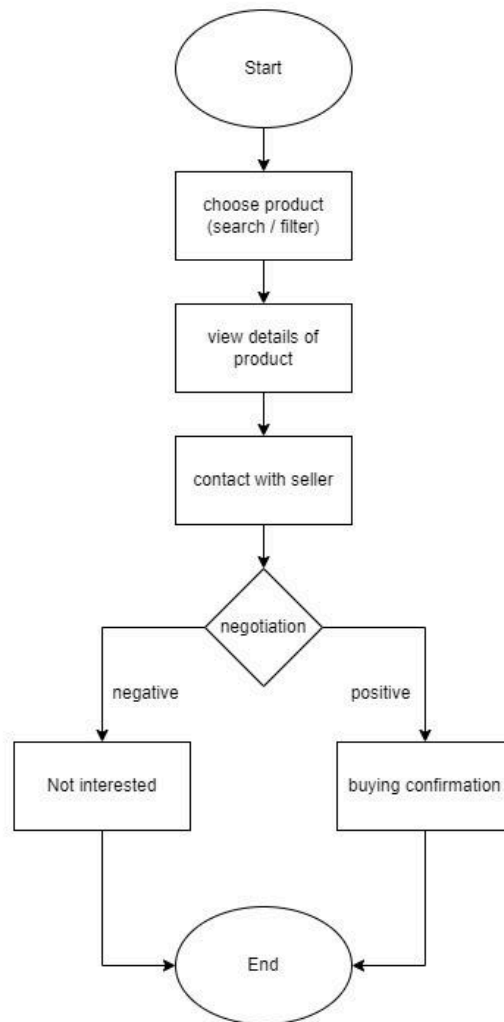 Start
choose product
(search / filter)
view details of
product
contact with seller
negotiation
negative
positive
Not interested
buying confirmation
End